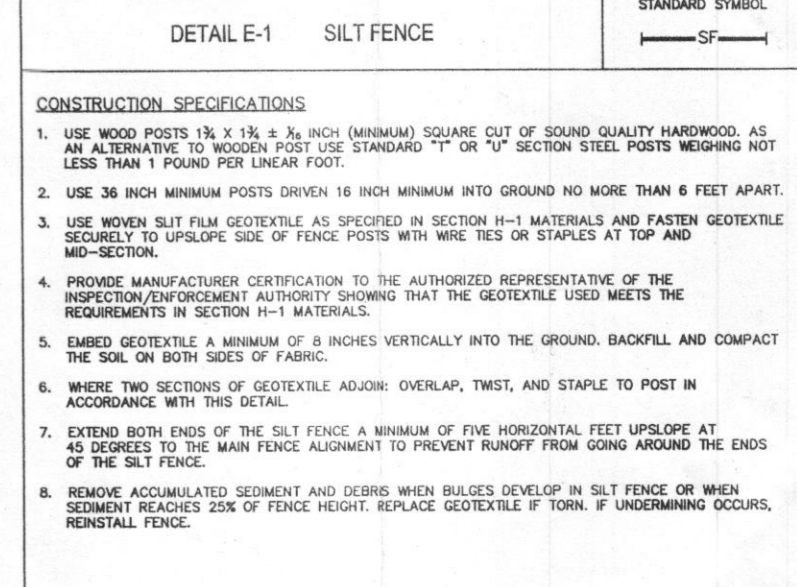 STANDARD SYMBOL
DETAIL E-1 SILT FENCE
SF
CONSTRUCTION SPECIFICATIONS
1. USE WOOD POSTS 1¾ X 1¾ ± 1/16 INCH (MINIMUM) SQUARE CUT OF SOUND QUALITY HARDWOOD. AS
AN ALTERNATIVE TO WOODEN POST USE STANDARD "T" OR "U" SECTION STEEL POSTS WEIGHING NOT
LESS THAN 1 POUND PER LINEAR FOOT.
2. USE 36 INCH MINIMUM POSTS DRIVEN 16 INCH MINIMUM INTO GROUND NO MORE THAN 6 FEET APART.
3. USE WOVEN SLIT FILM GEOTEXTILE AS SPECIFIED IN SECTION H-1 MATERIALS AND FASTEN GEOTEXTILE
SECURELY TO UPSLOPE SIDE OF FENCE POSTS WITH WIRE TIES OR STAPLES AT TOP AND
MID-SECTION.
4. PROVIDE MANUFACTURER CERTIFICATION TO THE AUTHORIZED REPRESENTATIVE OF THE
INSPECTION/ENFORCEMENT AUTHORITY SHOWING THAT THE GEOTEXTILE USED MEETS THE
REQUIREMENTS IN SECTION H-1 MATERIALS.
5. EMBED GEOTEXTILE A MINIMUM OF 8 INCHES VERTICALLY INTO THE GROUND. BACKFILL AND COMPACT
THE SOIL ON BOTH SIDES OF FABRIC.
6. WHERE TWO SECTIONS OF GEOTEXTILE ADJOIN: OVERLAP, TWIST, AND STAPLE TO POST IN
ACCORDANCE WITH THIS DETAIL.
7. EXTEND BOTH ENDS OF THE SILT FENCE A MINIMUM OF FIVE HORIZONTAL FEET UPSLOPE AT
45 DEGREES TO THE MAIN FENCE ALIGNMENT TO PREVENT RUNOFF FROM GOING AROUND THE ENDS
OF THE SILT FENCE.
8. REMOVE ACCUMULATED SEDIMENT AND DEBRIS WHEN BULGES DEVELOP IN SILT FENCE OR WHEN
SEDIMENT REACHES 25% OF FENCE HEIGHT. REPLACE GEOTEXTILE IF TORN. IF UNDERMINING OCCURS,
REINSTALL FENCE.